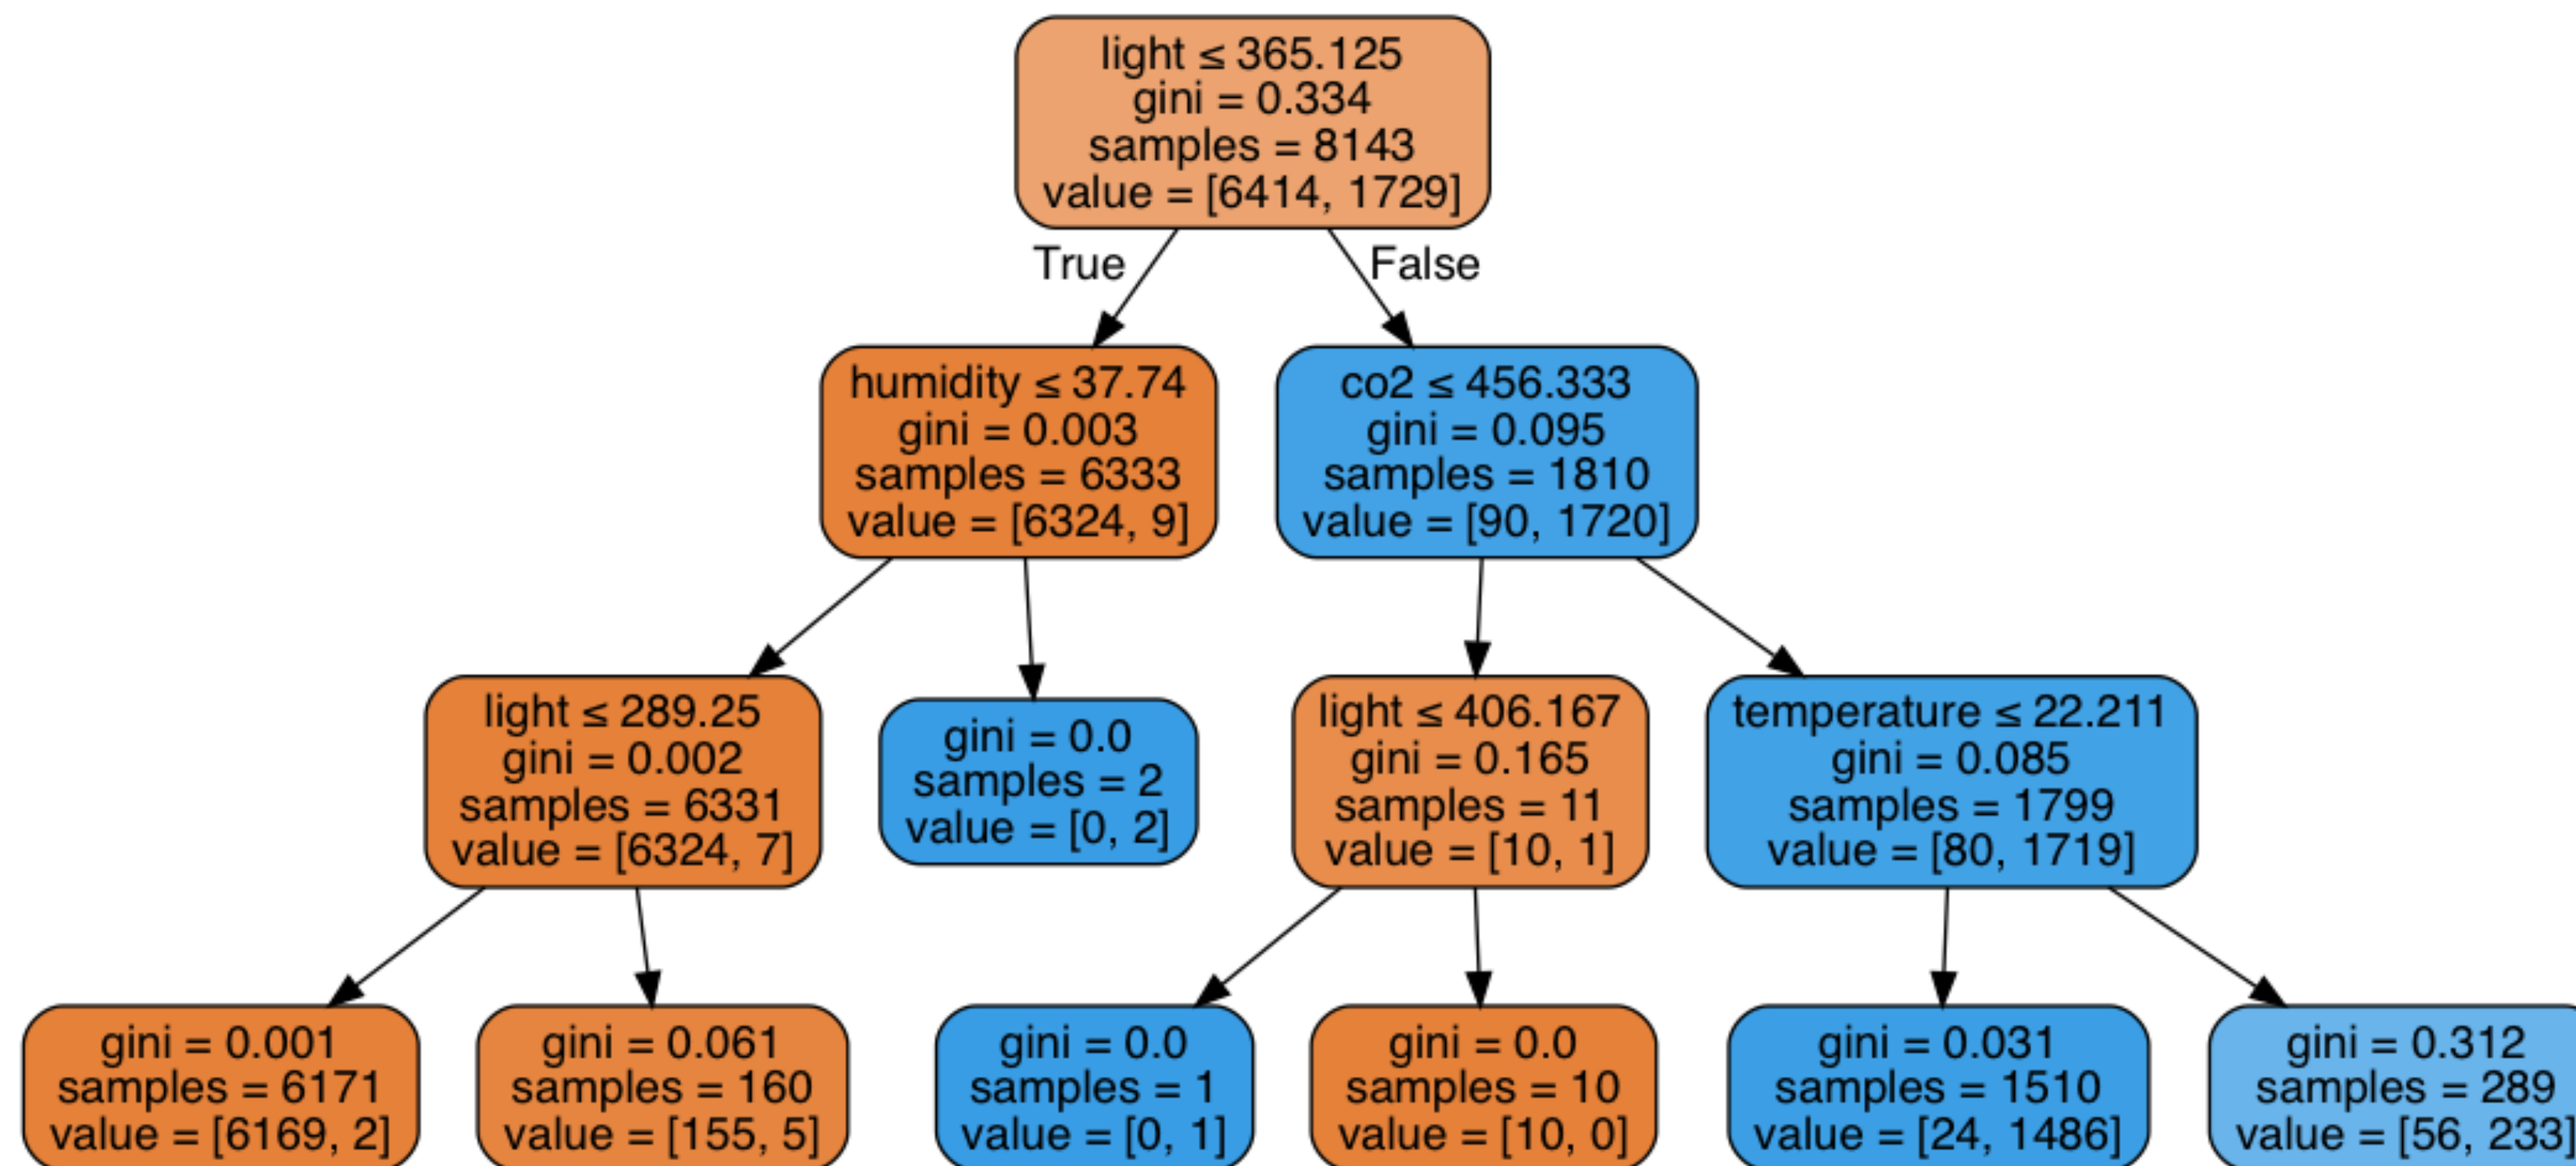 light ≤ 365.125
gini = 0.334
samples = 8143
value = [6414, 1729]
True
False
humidity ≤ 37.74
gini = 0.003
samples = 6333
value = [6324, 9]
co2 ≤ 456.333
gini = 0.095
samples = 1810
value = [90, 1720]
light ≤ 289.25
gini = 0.002
samples = 6331
value = [6324, 7]
gini = 0.0
samples = 2
value = [0, 2]
light ≤ 406.167
gini = 0.165
samples = 11
value = [10, 1]
temperature ≤ 22.211
gini = 0.085
samples = 1799
value = [80, 1719]
gini = 0.001
samples = 6171
value = [6169, 2]
gini = 0.061
samples = 160
value = [155, 5]
gini = 0.0
samples = 1
value = [0, 1]
gini = 0.0
samples = 10
value = [10, 0]
gini = 0.031
samples = 1510
value = [24, 1486]
gini = 0.312
samples = 289
value = [56, 233]